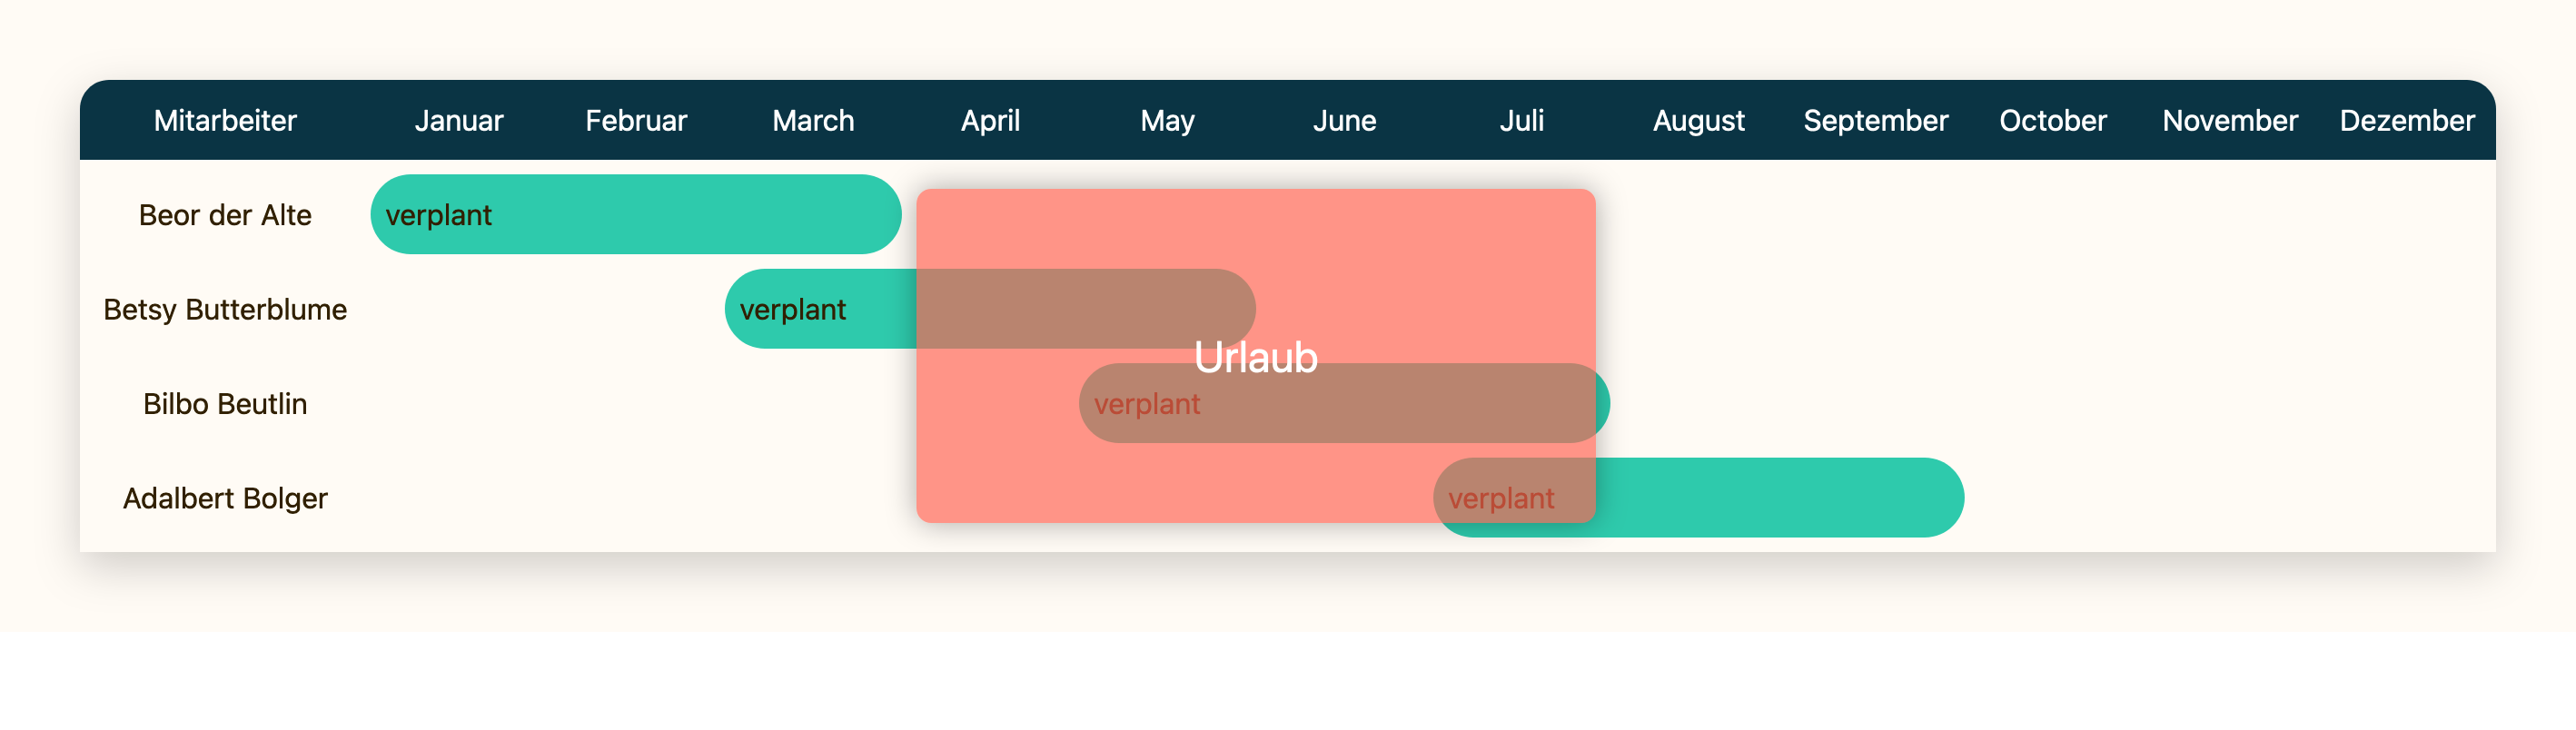 Mitarbeiter Januar Februar March April May June Juli August September October November Dezember
Beor der Alte verplant
Betsy Butterblume verplant
Urlaub
Bilbo Beutlin verplant
Adalbert Bolger verplant